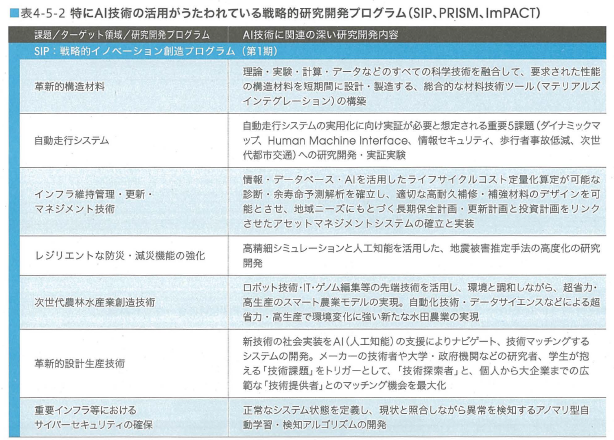 ■表4-5-2 特にAI技術の活用がうたわれている戦略的研究開発プログラム（SIP、PRISM、ImPACT）
課題／ターゲット領域／研究開発プログラム
AI技術に関連の深い研究開発内容
SIP：戦略的イノベーション創造プログラム （第1期）
革新的構造材料
理論・実験・計算・データなどのすべての科学技術を融合して、要求された性能
の構造材料を短期間に設計・製造する、総合的な材料技術ツール（マテリアルズ
インテグレーション）の構築
自動走行システム
自動走行システムの実用化に向け実証が必要と想定される重要5課題（ダイナミックマ
ップ、Human Machine Interface、情報セキュリティ、歩行者事故低減、次世
代都市交通）への研究開発・実証実験
インフラ維持管理・更新・
マネジメント技術
情報・データベース・AIを活用したライフサイクルコスト定量化算定が可能な
診断・余寿命予測解析を確立し、適切な高耐久補修・補強材料のデザインを可
能とさせ、地域ニーズにもとづく長期保全計画・更新計画と投資計画をリンク
させたアセットマネジメントシステムの確立と実装
レジリエントな防災・減災機能の強化
高精細シミュレーションと人工知能を活用した、地震被害推定手法の高度化の研究
開発
次世代農林水産業創造技術
ロボット技術・IT・ゲノム編集等の先端技術を活用し、環境と調和しながら、超省力・
高生産のスマート農業モデルの実現。自動化技術・データサイエンスなどによる超
省力・高生産で環境変化に強い新たな水田農業の実現
革新的設計生産技術
新技術の社会実装をAI（人工知能）の支援によりナビゲート、技術マッチングする
システムの開発。メーカーの技術者や大学・政府機関などの研究者、学生が抱
える「技術課題」をトリガーとして、「技術探索者」と、個人から大企業までの広
範な「技術提供者」とのマッチング機会を最大化
重要インフラ等における
サイバーセキュリティの確保
正常なシステム状態を定義し、現状と照合しながら異常を検知するアノマリ型自
動学習・検知アルゴリズムの開発